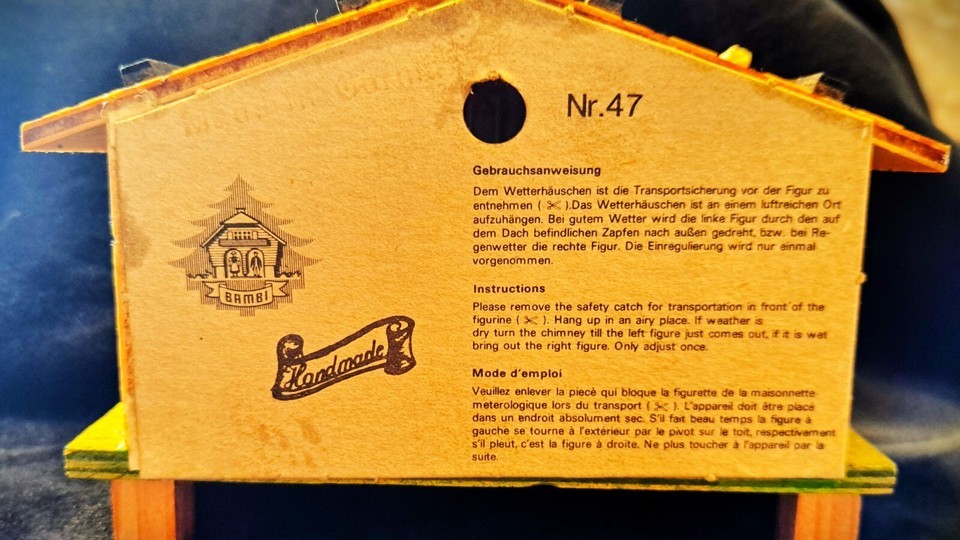 Nr.47
Gebrauchsanweisung
Dem Wetterhäuschen ist die Transportsicherung vor der Figur zu
entnehmen ( ✂ ).Das Wetterhäuschen ist an einem luftreichen Ort
aufzuhängen. Bei gutem Wetter wird die linke Figur durch den auf
dem Dach befindlichen Zapfen nach außen gedreht, bzw. bei Re-
genwetter die rechte Figur. Die Einregulierung wird nur einmal
vorgenommen.
BAMBI
Handmade
Instructions
Please remove the safety catch for transportation in front of the
figurine ( ✂ ). Hang up in an airy place. If weather is
dry turn the chimney till the left figure just comes out, if it is wet
bring out the right figure. Only adjust once.
Mode d'emploi
Veuillez enlever la piecè qui bloque la figurette de la maisonnette
meterologique lors du transport ( ✂ ). L'appareil doit être placé
dans un endroit absolument sec. S'il fait beau temps la figure à
gauche se tourne à l'extérieur par le pivot sur le toit, respectivement
s'il pleut, c'est la figure à droite. Ne plus toucher à l'appareil par la
suite.